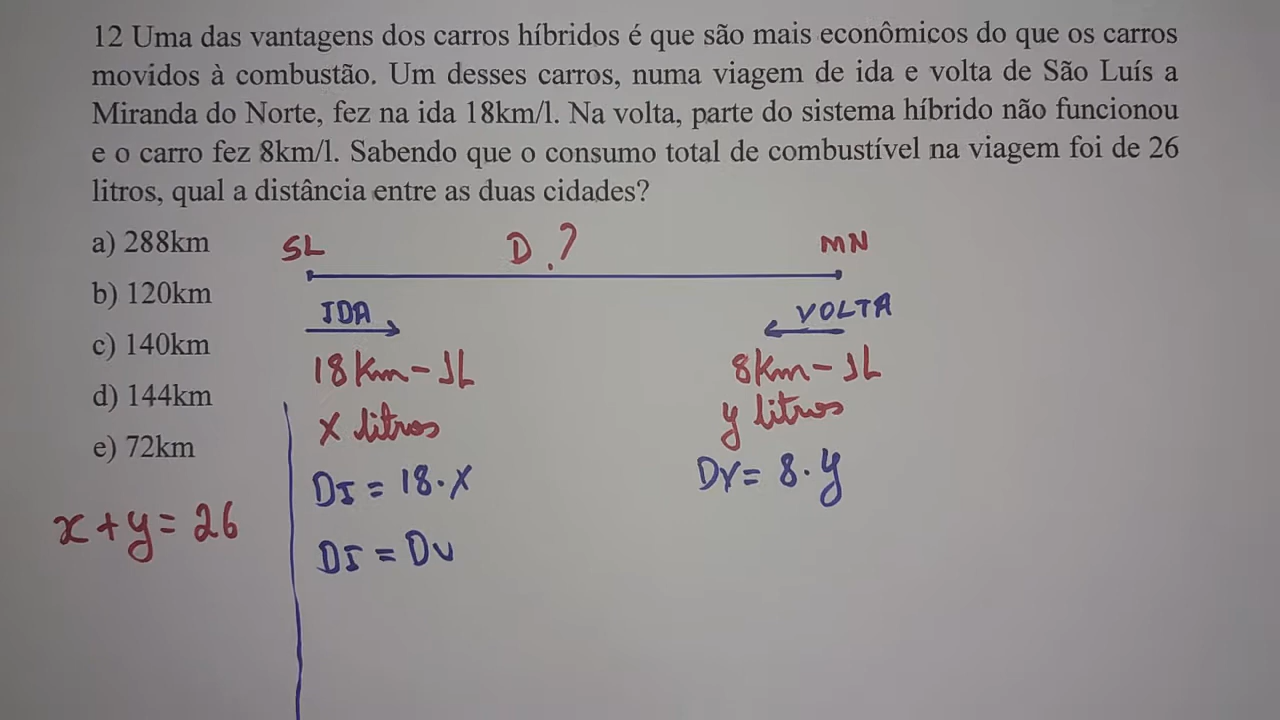 12 Uma das vantagens dos carros híbridos é que são mais econômicos do que os carros
movidos à combustão. Um desses carros, numa viagem de ida e volta de São Luís a
Miranda do Norte, fez na ida 18km/l. Na volta, parte do sistema híbrido não funcionou
e o carro fez 8km/l. Sabendo que o consumo total de combustível na viagem foi de 26
litros, qual a distância entre as duas cidades?
a) 288km
b) 120km
c) 140km
d) 144km
e) 72km
SL D.? MN
IDA VOLTA
18Km-1L 8Km-1L
x litros y litros
DI = 18.x DV = 8.y
x+y=26
DI = DV